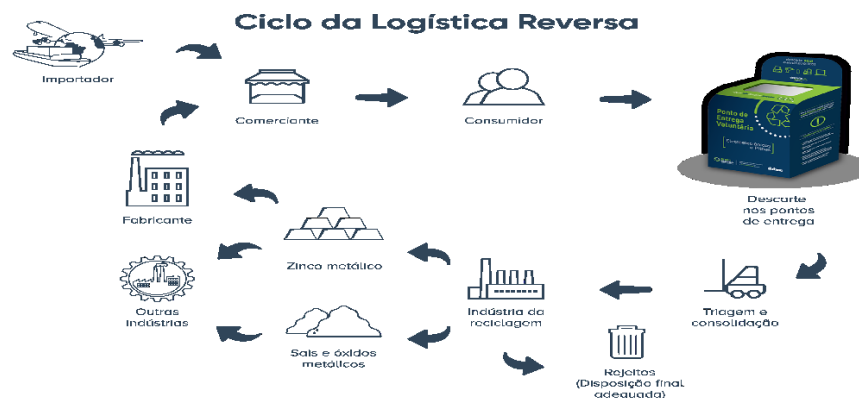 Ciclo da Logística Reversa
Importador
Comerciante
Consumidor
Ponto de
Entrega
Voluntária
Descarte
nos pontos
de entrega
Fabricante
Zinco metálico
Outras
indústrias
Sais e óxidos
metálicos
Indústria da
reciclagem
Triagem e
consolidação
Rejeitos
(Disposição final
adequada)